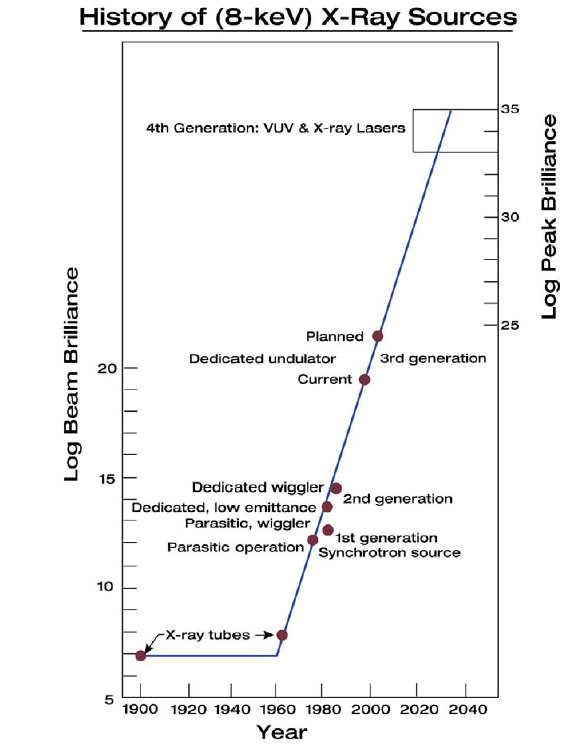 History of (8-keV) X-Ray Sources
35
4th Generation: VUV & X-ray Lasers
30
Log Peak Brilliance
25
Planned
Dedicated undulator
3rd generation
20
Current
Log Beam Brilliance
15
Dedicated wiggler
2nd generation
Dedicated, low emittance
Parasitic, wiggler
1st generation
Parasitic operation
Synchrotron source
10
X-ray tubes
5
1900 1920 1940 1960 1980 2000 2020 2040
Year